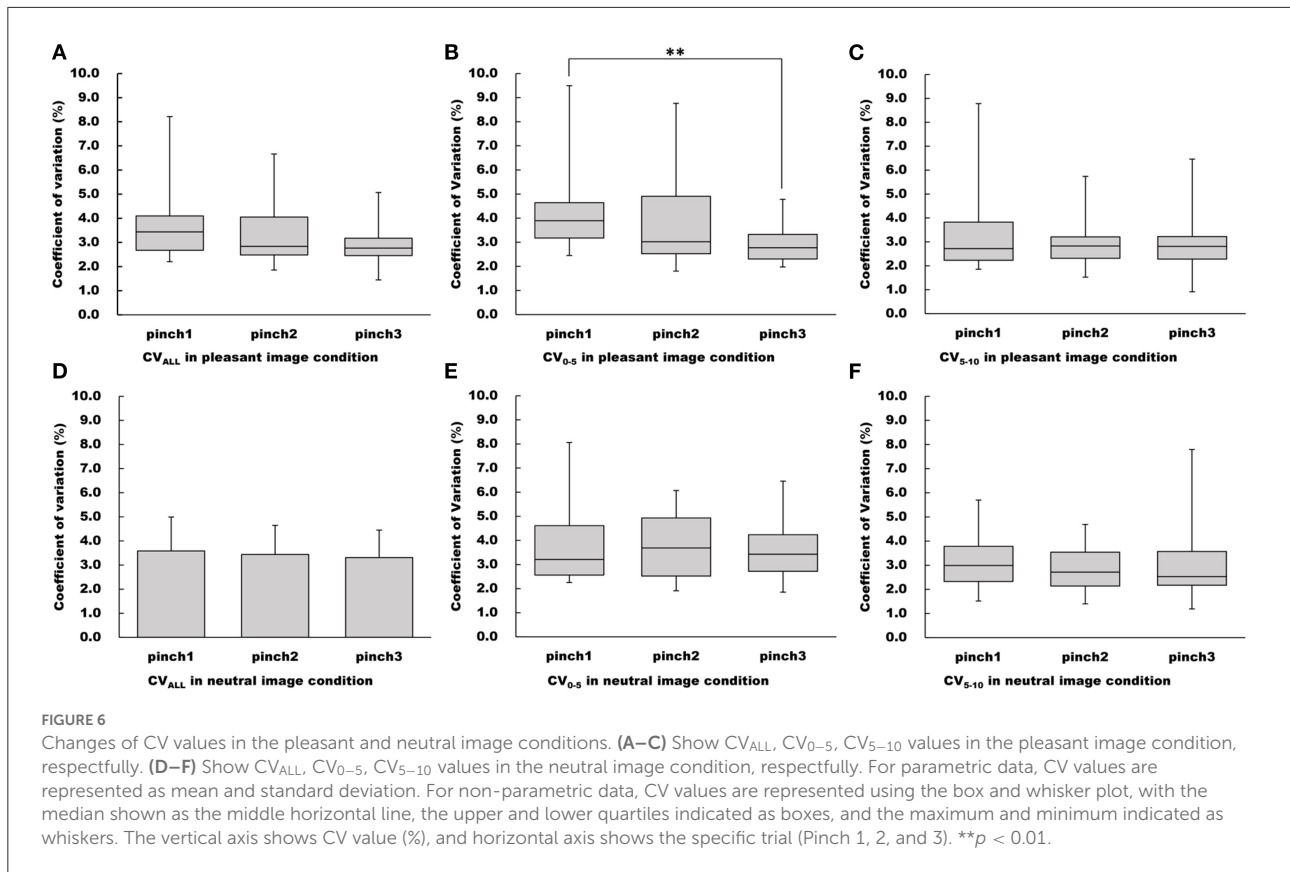 A
10.0
9.0
8.0
7.0
6.0
5.0
4.0
3.0
2.0
1.0
0.0
Coefficient of variation (%)
pinch1 pinch2 pinch3
CVALL in pleasant image condition
B
**
10.0
9.0
8.0
7.0
6.0
5.0
4.0
3.0
2.0
1.0
0.0
Coefficient of Variation (%)
pinch1 pinch2 pinch3
CV0-5 in pleasant image condition
C
10.0
9.0
8.0
7.0
6.0
5.0
4.0
3.0
2.0
1.0
0.0
Coefficient of Variation (%)
pinch1 pinch2 pinch3
CV5-10 in pleasant image condition
D
10.0
9.0
8.0
7.0
6.0
5.0
4.0
3.0
2.0
1.0
0.0
Coefficient of variation (%)
pinch1 pinch2 pinch3
CVALL in neutral image condition
E
10.0
9.0
8.0
7.0
6.0
5.0
4.0
3.0
2.0
1.0
0.0
Coefficient of Variation (%)
pinch1 pinch2 pinch3
CV0-5 in neutral image condition
F
10.0
9.0
8.0
7.0
6.0
5.0
4.0
3.0
2.0
1.0
0.0
Coefficient of Variation (%)
pinch1 pinch2 pinch3
CV5-10 in neutral image condition
FIGURE 6
Changes of CV values in the pleasant and neutral image conditions. (A–C) Show CVALL, CV0–5, CV5–10 values in the pleasant image condition,
respectfully. (D–F) Show CVALL, CV0–5, CV5–10 values in the neutral image condition, respectfully. For parametric data, CV values are
represented as mean and standard deviation. For non-parametric data, CV values are represented using the box and whisker plot, with the
median shown as the middle horizontal line, the upper and lower quartiles indicated as boxes, and the maximum and minimum indicated as
whiskers. The vertical axis shows CV value (%), and horizontal axis shows the specific trial (Pinch 1, 2, and 3). **p < 0.01.